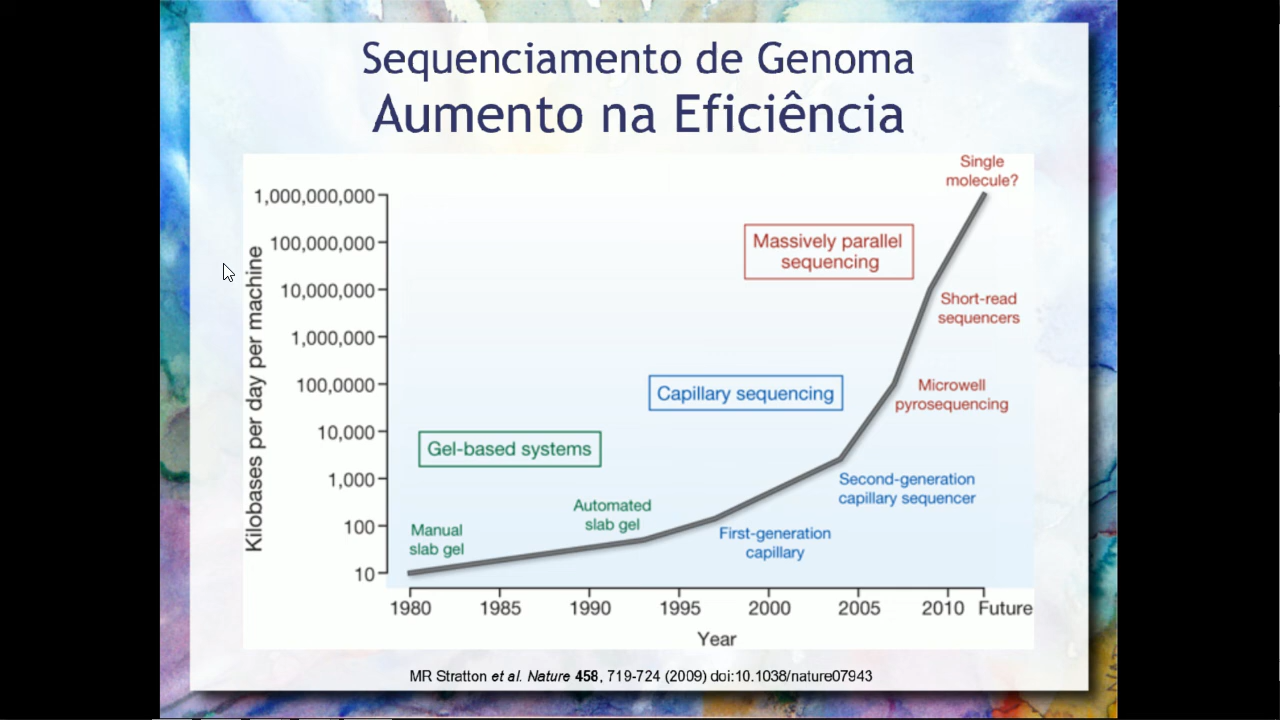 Sequenciamento de Genoma
Aumento na Eficiência
Single
molecule?
1,000,000,000
100,000,000
Massively parallel
sequencing
10,000,000
Short-read
sequencers
1,000,000
100,0000
Capillary sequencing
Microwell
pyrosequencing
10,000
Gel-based systems
1,000
Second-generation
capillary sequencer
Automated
slab gel
100
Manual
slab gel
First-generation
capillary
10
Kilobases per day per machine
1980 1985 1990 1995 2000 2005 2010 Future
Year
MR Stratton et al. Nature 458, 719-724 (2009) doi:10.1038/nature07943